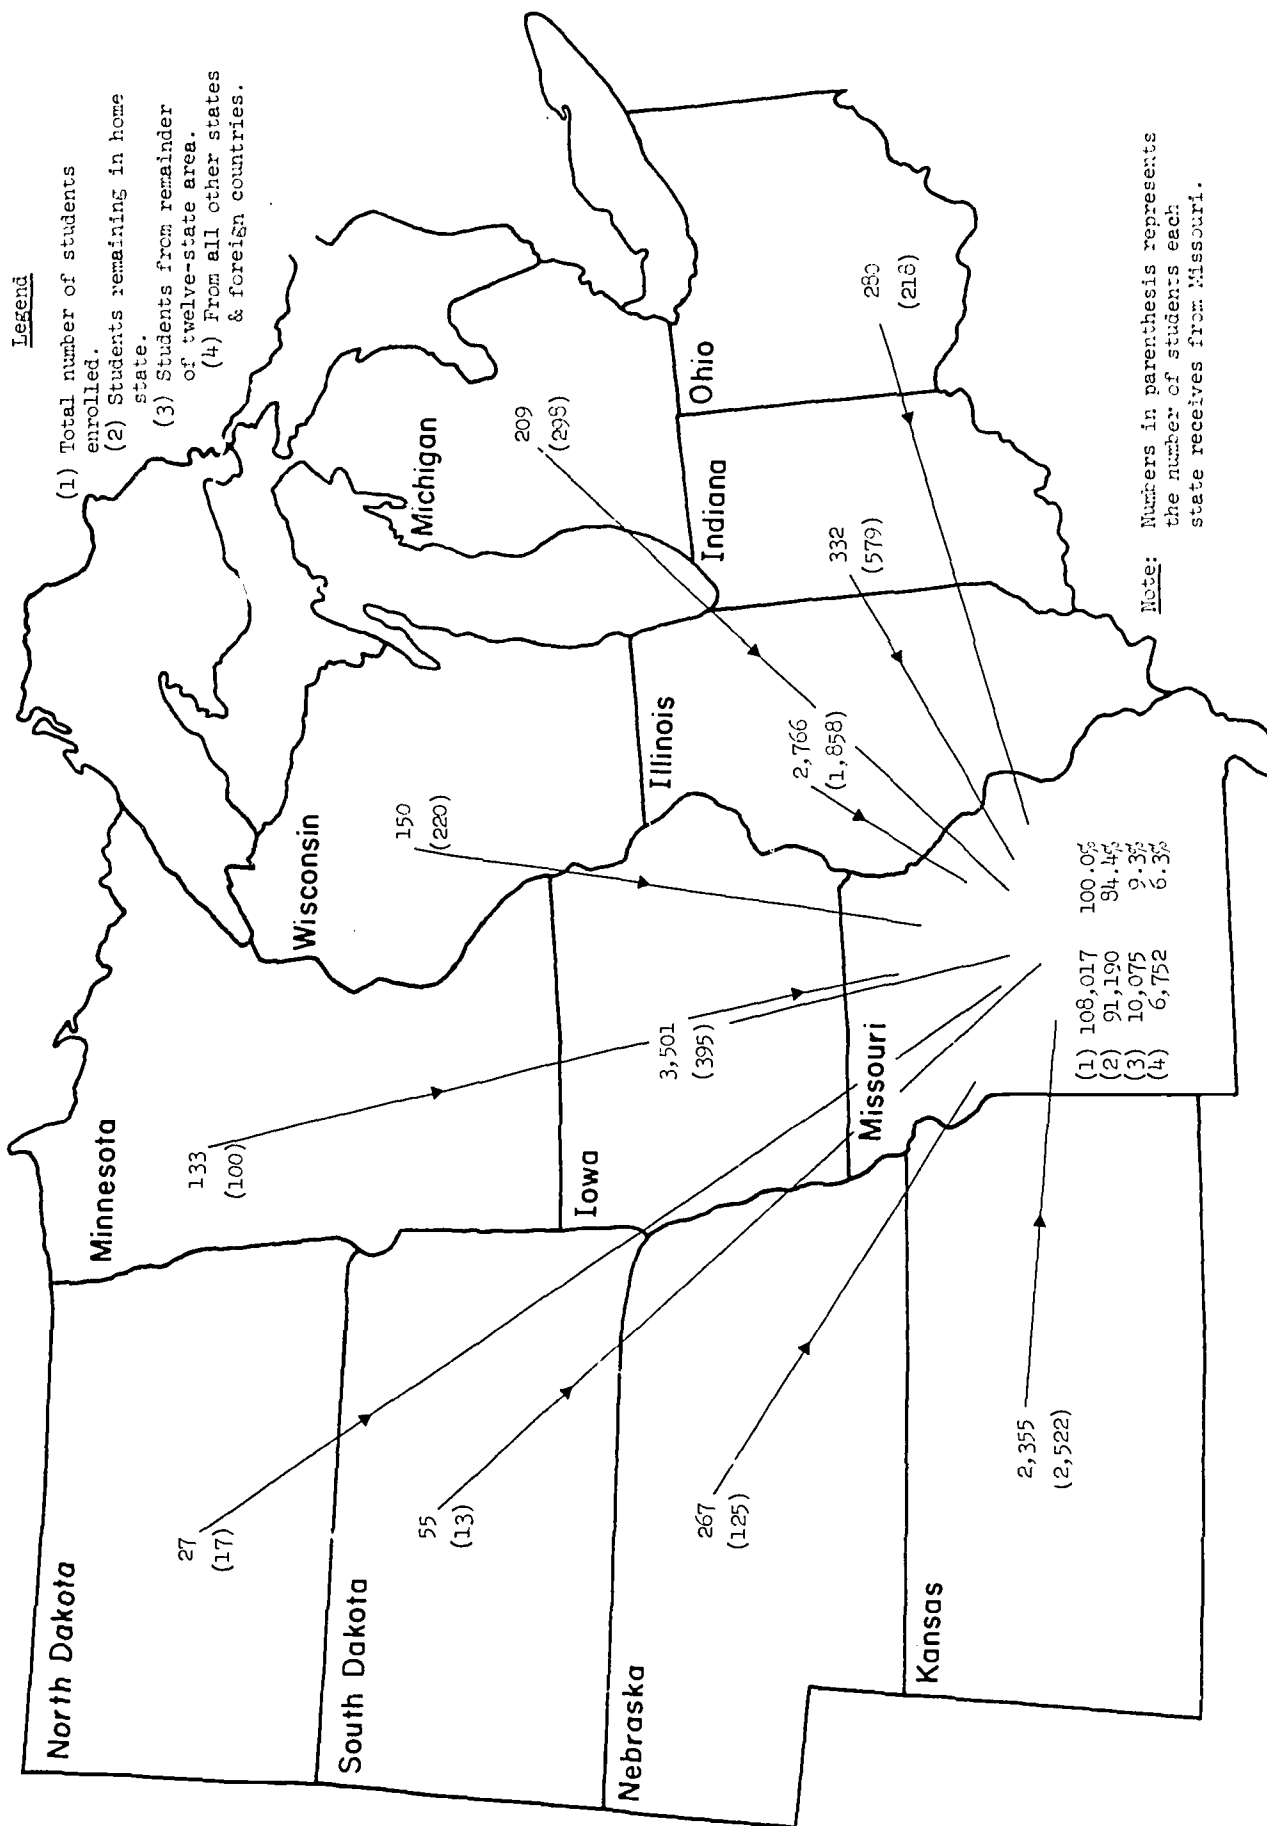 Legend
(1) Total number of students
enrolled.
(2) Students remaining in home
state.
(3) Students from remainder
of twelve-state area.
(4) From all other states
& foreign countries.
North Dakota
27
(17)
South Dakota
55
(13)
Nebraska
267
(125)
Kansas
2,355
(2,522)
Minnesota
133
(100)
Iowa
3,501
(395)
Missouri
(1) 108,017 100.0%
(2) 91,190 84.4%
(3) 10,075 9.3%
(4) 6,752 6.3%
Wisconsin
150
(220)
Illinois
2,766
(1,858)
Michigan
209
(298)
Indiana
332
(579)
Ohio
280
(218)
Note: Numbers in parenthesis represents
the number of students each
state receives from Missouri.